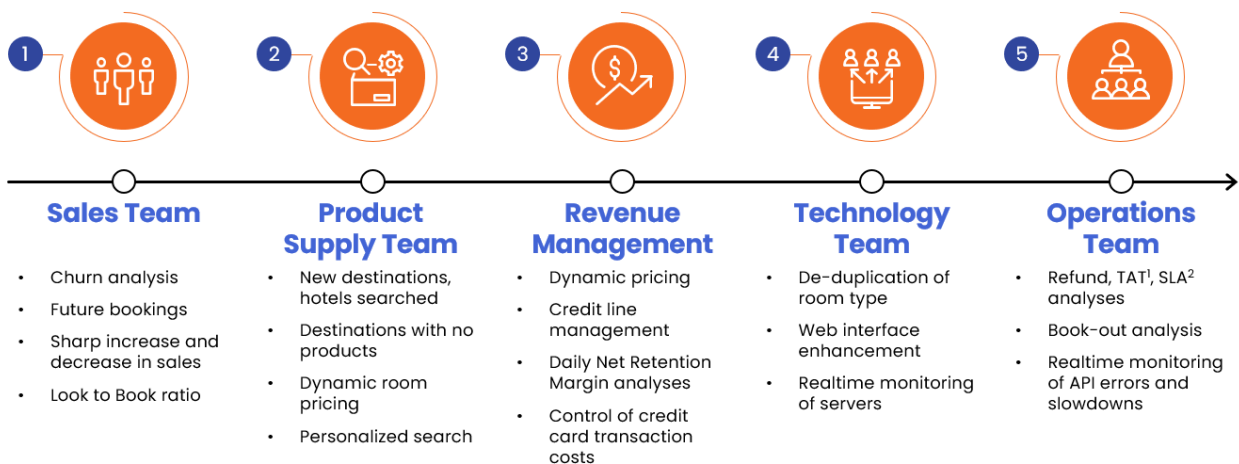 1
2
3
4
5
Sales Team
• Churn analysis
• Future bookings
• Sharp increase and
decrease in sales
• Look to Book ratio
Product
Supply Team
• New destinations,
hotels searched
• Destinations with no
products
• Dynamic room
pricing
• Personalized search
Revenue
Management
• Dynamic pricing
• Credit line
management
• Daily Net Retention
Margin analyses
• Control of credit
card transaction
costs
Technology
Team
• De-duplication of
room type
• Web interface
enhancement
• Realtime monitoring
of servers
Operations
Team
• Refund, TAT¹, SLA²
analyses
• Book-out analysis
• Realtime monitoring
of API errors and
slowdowns